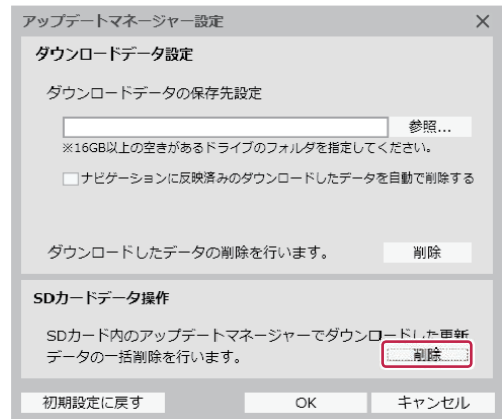 アップデートマネージャー設定
ダウンロードデータ設定
ダウンロードデータの保存先設定
参照...
※16GB以上の空きがあるドライブのフォルダを指定してください。
ナビゲーションに反映済みのダウンロードしたデータを自動で削除する
ダウンロードしたデータの削除を行います。 削除
SDカードデータ操作
SDカード内のアップデートマネージャーでダウンロードした更新
データの一括削除を行います。 削除
初期設定に戻す OK キャンセル